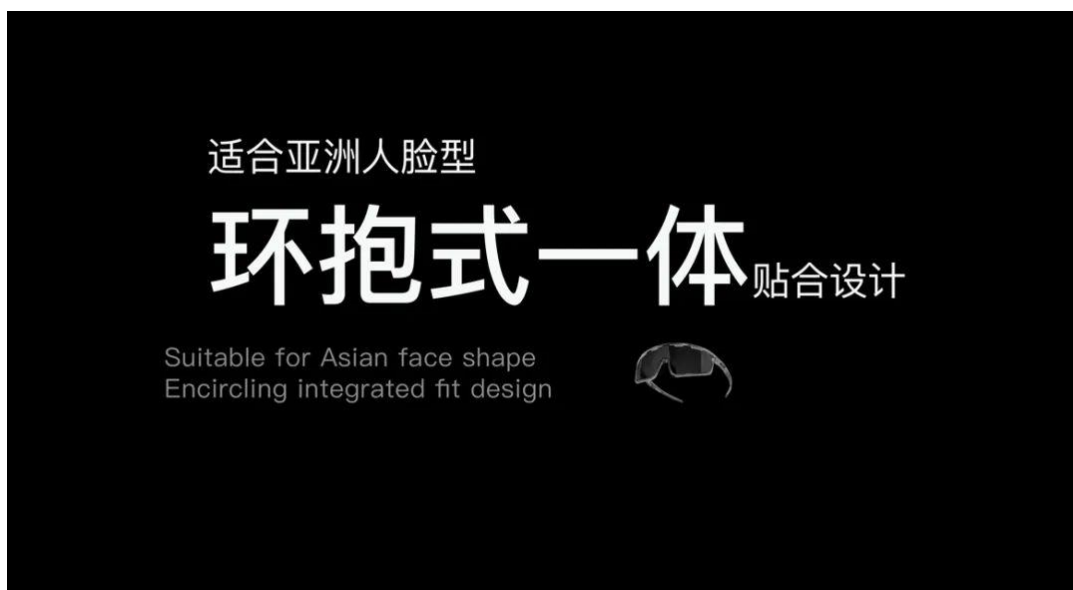 适合亚洲人脸型
环抱式一体贴合设计
Suitable for Asian face shape
Encircling integrated fit design